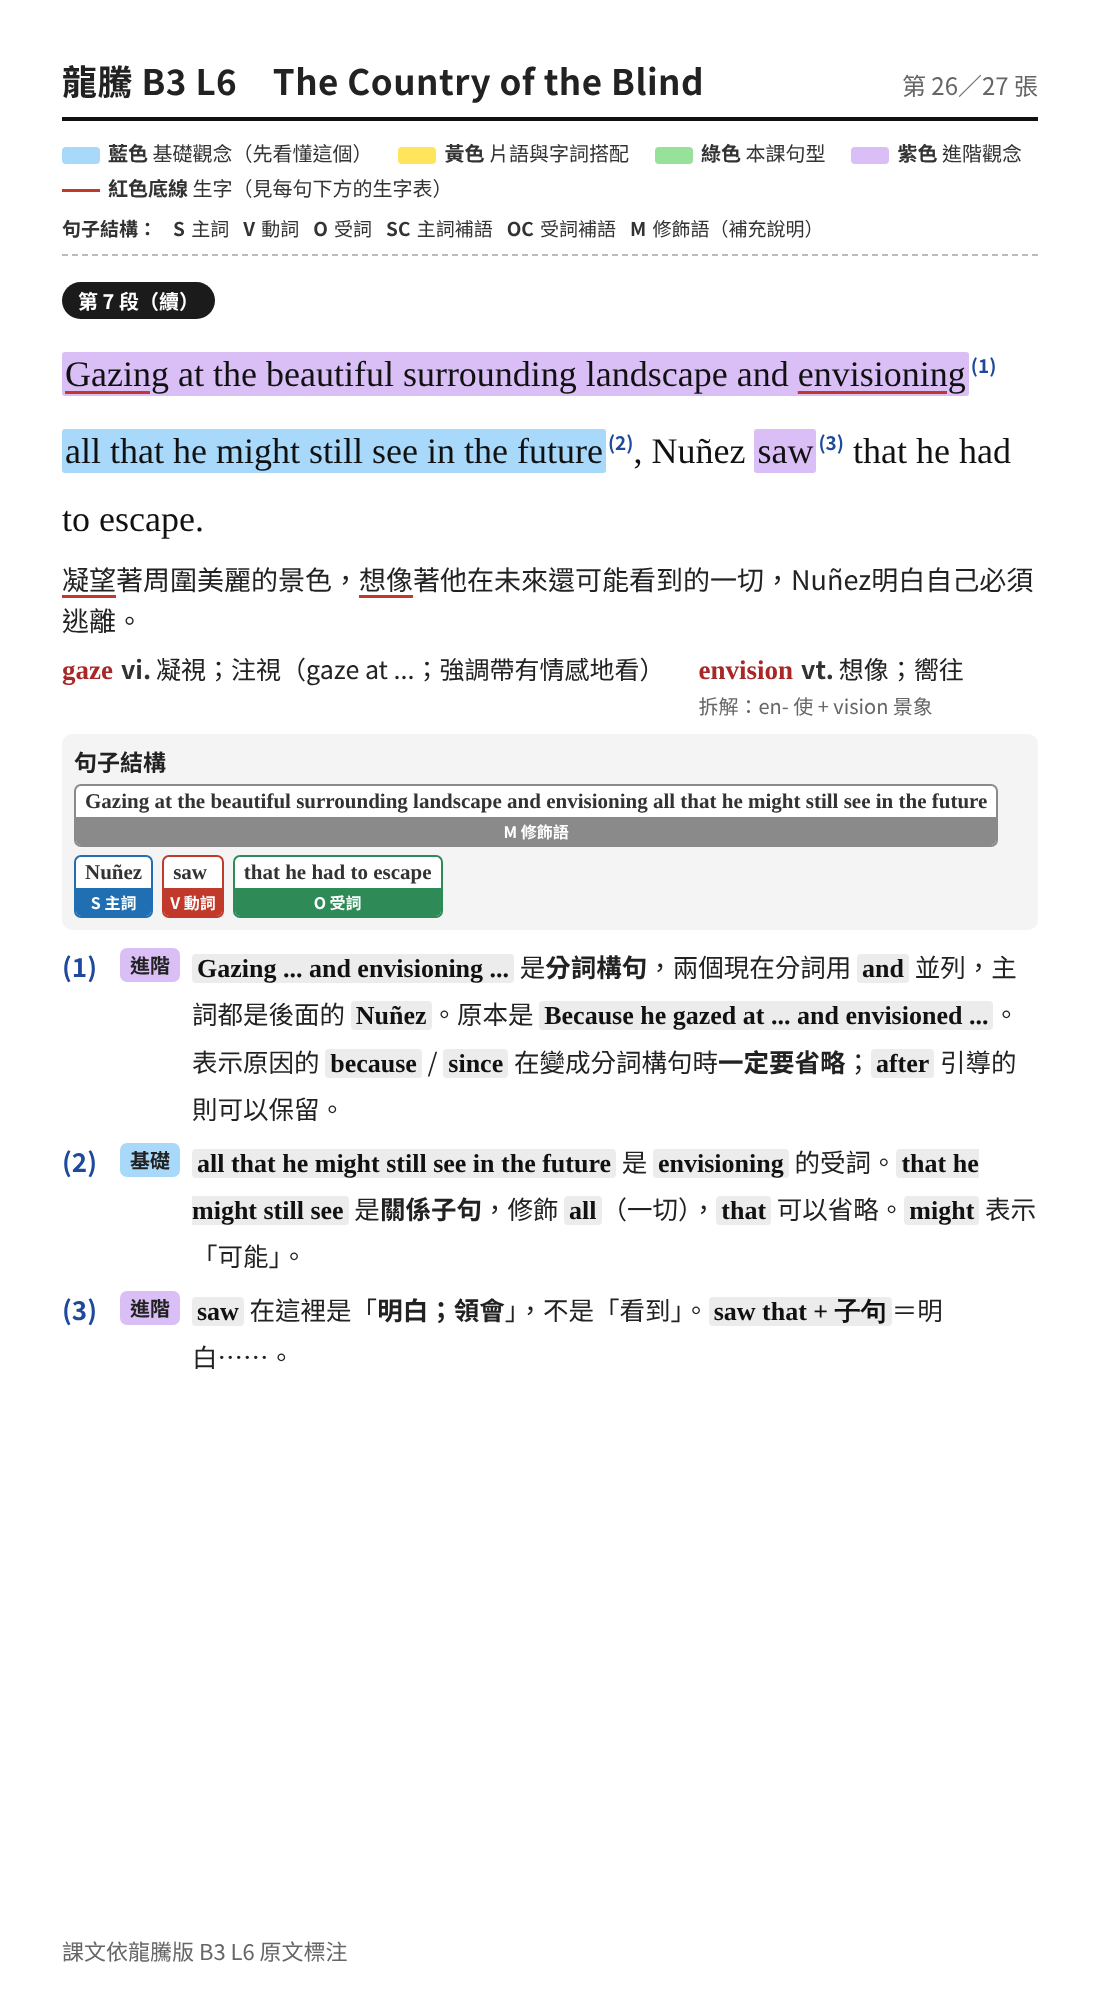 龍騰 B3 L6　The Country of the Blind
第 26／27 張
藍色 基礎觀念（先看懂這個） 黃色 片語與字詞搭配 綠色 本課句型 紫色 進階觀念
紅色底線 生字（見每句下方的生字表）
句子結構： S 主詞 V 動詞 O 受詞 SC 主詞補語 OC 受詞補語 M 修飾語（補充說明）
第 7 段（續）
Gazing at the beautiful surrounding landscape and envisioning(1)
all that he might still see in the future(2), Nuñez saw(3) that he had
to escape.
凝望著周圍美麗的景色，想像著他在未來還可能看到的一切，Nuñez明白自己必須
逃離。
gaze vi. 凝視；注視（gaze at ...；強調帶有情感地看） envision vt. 想像；嚮往
拆解：en- 使 + vision 景象
句子結構
Gazing at the beautiful surrounding landscape and envisioning all that he might still see in the future
M 修飾語
Nuñez saw that he had to escape
S 主詞 V 動詞 O 受詞
(1) 進階 Gazing ... and envisioning ... 是分詞構句，兩個現在分詞用 and 並列，主
詞都是後面的 Nuñez。原本是 Because he gazed at ... and envisioned ...。
表示原因的 because / since 在變成分詞構句時一定要省略；after 引導的
則可以保留。
(2) 基礎 all that he might still see in the future 是 envisioning 的受詞。that he
might still see 是關係子句，修飾 all（一切），that 可以省略。might 表示
「可能」。
(3) 進階 saw 在這裡是「明白；領會」，不是「看到」。saw that + 子句＝明
白……。
課文依龍騰版 B3 L6 原文標注